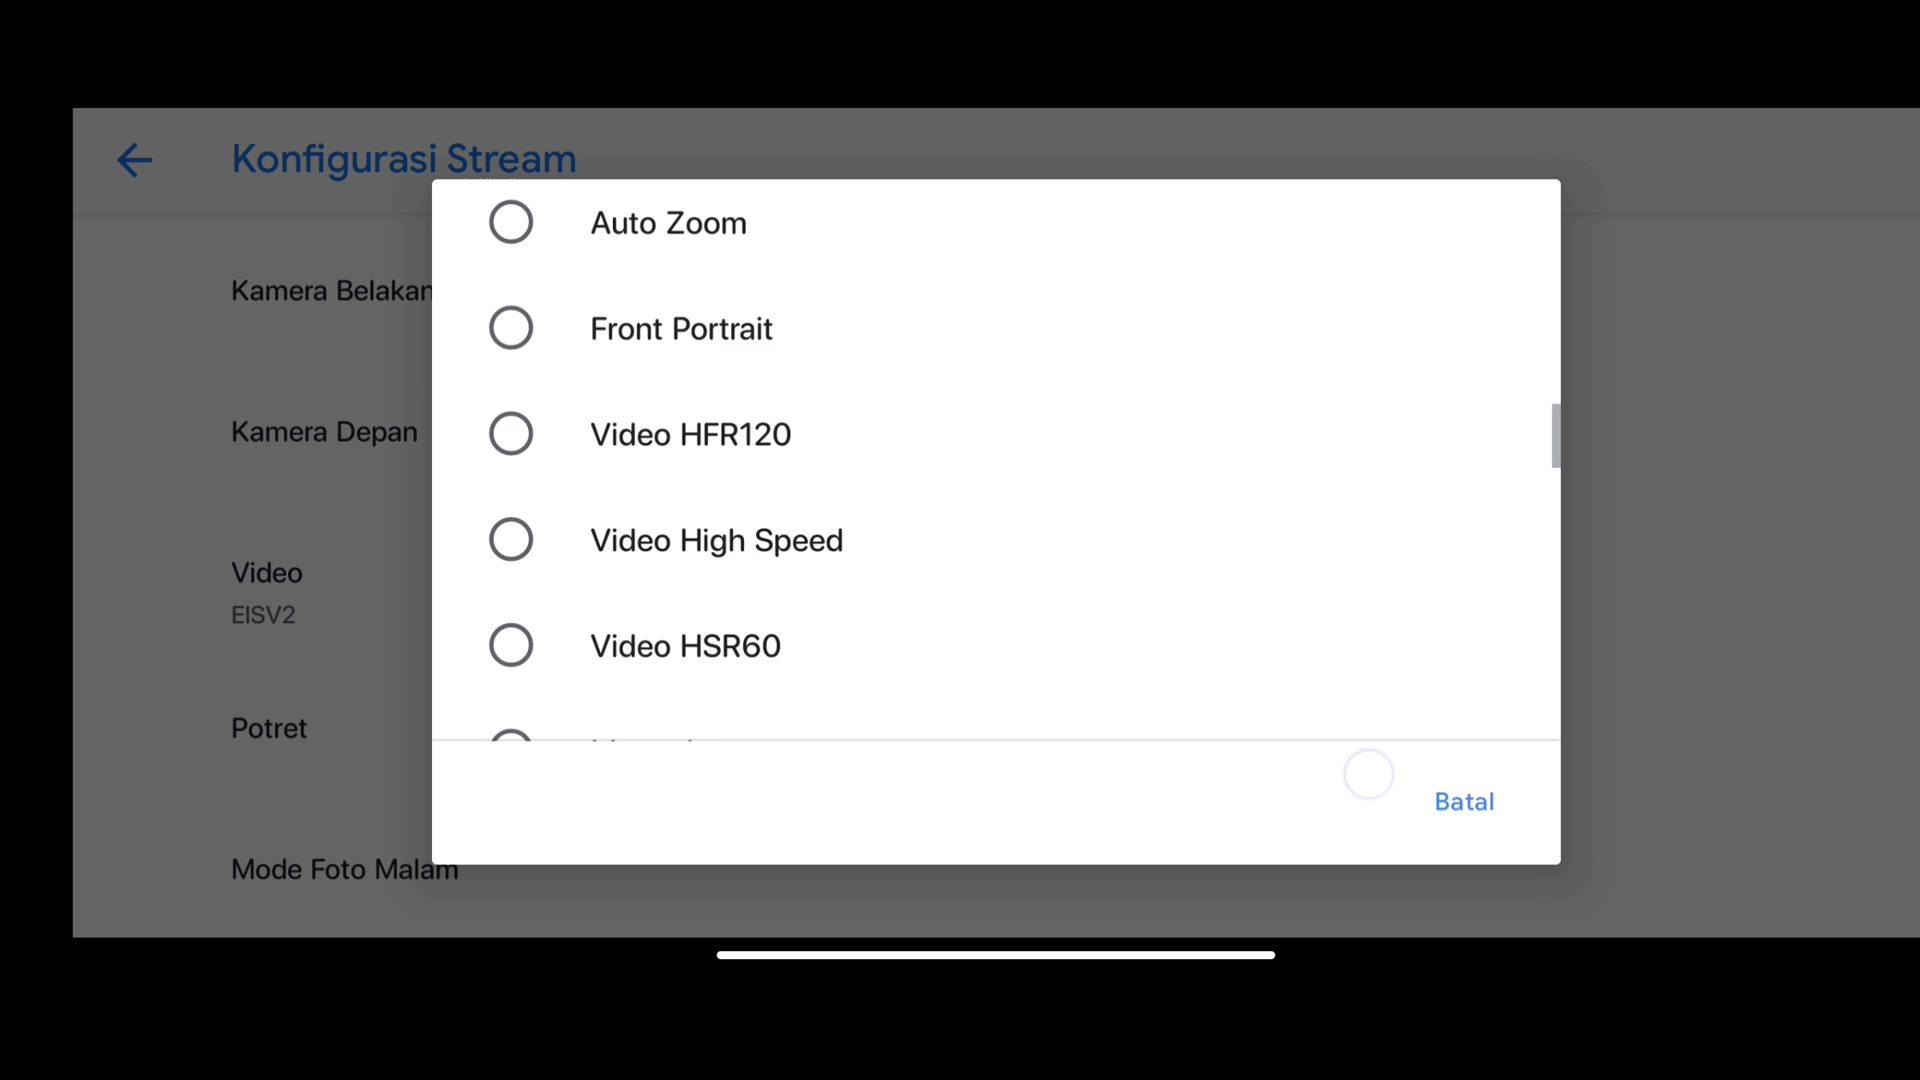 Konfigurasi Stream
Kamera Belakan
Kamera Depan
Video
EISV2
Potret
Mode Foto Malam
Auto Zoom
Front Portrait
Video HFR120
Video High Speed
Video HSR60
Batal